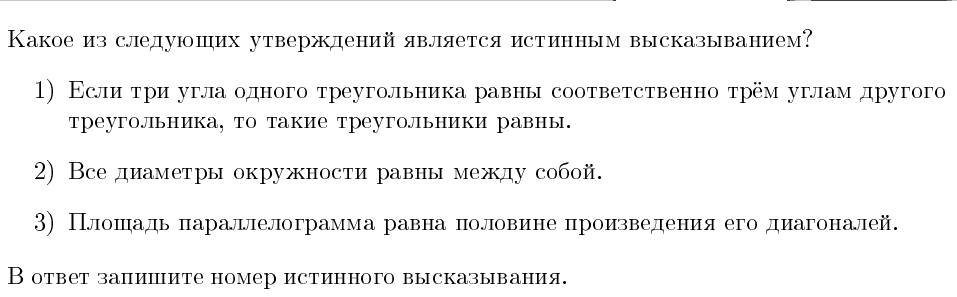 Какое из следующих утверждений является истинным высказыванием?
1) Если три угла одного треугольника равны соответственно трём углам другого
треугольника, то такие треугольники равны.
2) Все диаметры окружности равны между собой.
3) Площадь параллелограмма равна половине произведения его диагоналей.
В ответ запишите номер истинного высказывания.